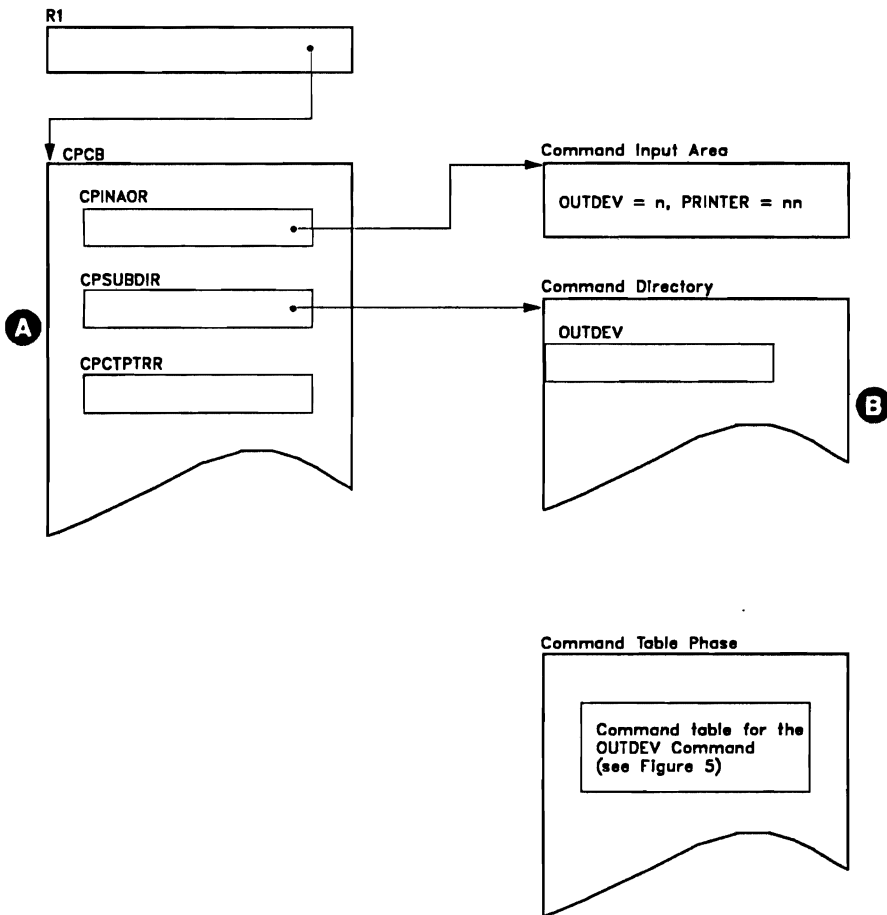 R1
CPCB
CPINAOR
CPSUBDIR
CPCTPTRR
A
Command Input Area
OUTDEV = n, PRINTER = nn
Command Directory
OUTDEV
B
Command Table Phase
Command table for the
OUTDEV Command
(see Figure 5)